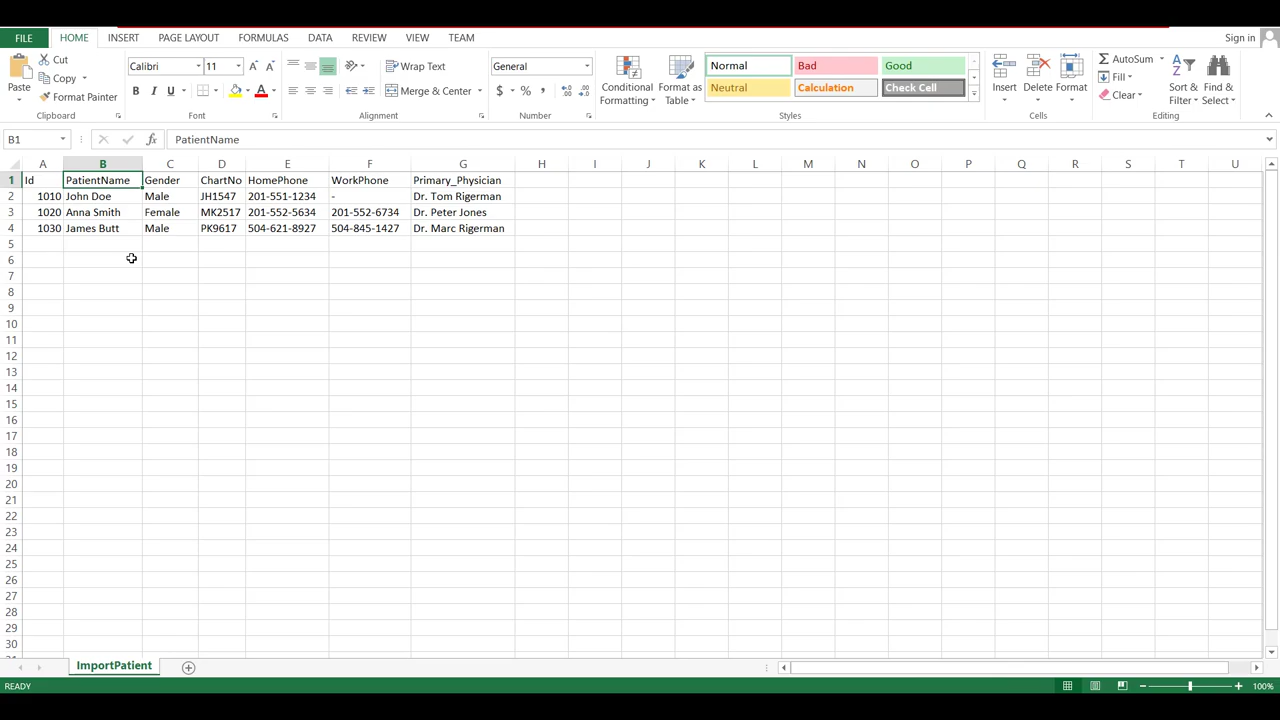 FILE HOME INSERT PAGE LAYOUT FORMULAS DATA REVIEW VIEW TEAM Sign in
Paste
Cut
Copy
Format Painter
Clipboard
Calibri 11
B I U
Font
Wrap Text
Merge & Center
Alignment
General
$ % ,
Number
Conditional Formatting
Format as Table
Normal Bad Good
Neutral Calculation Check Cell
Styles
Insert Delete Format
Cells
AutoSum
Fill
Clear
Sort & Filter
Find & Select
Editing
B1 fx PatientName
A B C D E F G H I J K L M N O P Q R S T U
1 Id PatientName Gender ChartNo HomePhone WorkPhone Primary_Physician
2 1010 John Doe Male JH1547 201-551-1234 - Dr. Tom Rigerman
3 1020 Anna Smith Female MK2517 201-552-5634 201-552-6734 Dr. Peter Jones
4 1030 James Butt Male PK9617 504-621-8927 504-845-1427 Dr. Marc Rigerman
5
6
7
8
9
10
11
12
13
14
15
16
17
18
19
20
21
22
23
24
25
26
27
28
29
30
ImportPatient
READY 100%